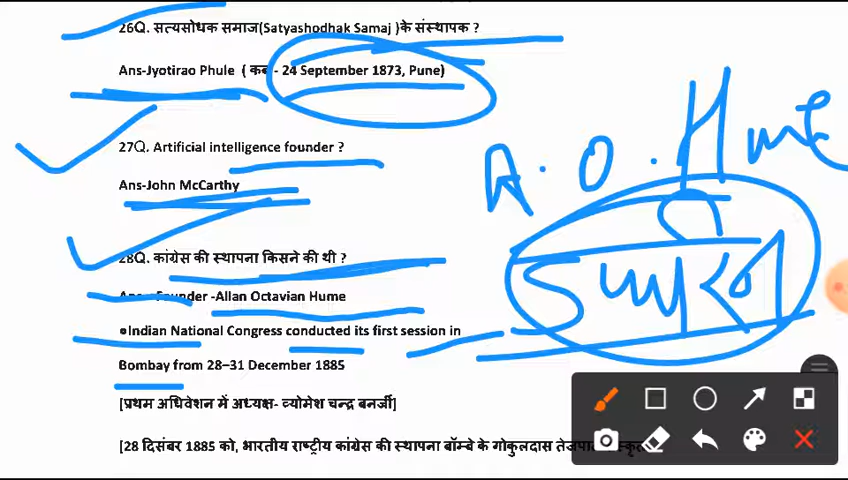 26Q. सत्यसोधक समाज(Satyashodhak Samaj )के संस्थापक ?
Ans-Jyotirao Phule ( कब - 24 September 1873, Pune)
A. O. Hume
27Q. Artificial intelligence founder ?
Ans-John McCarthy
28Q. कांग्रेस की स्थापना किसने की थी ?
Founder -Allan Octavian Hume
•Indian National Congress conducted its first session in
Bombay from 28–31 December 1885
[प्रथम अधिवेशन में अध्यक्ष- व्योमेश चन्द्र बनर्जी]
[28 दिसंबर 1885 को, भारतीय राष्ट्रीय कांग्रेस की स्थापना बॉम्बे के गोकुलदास